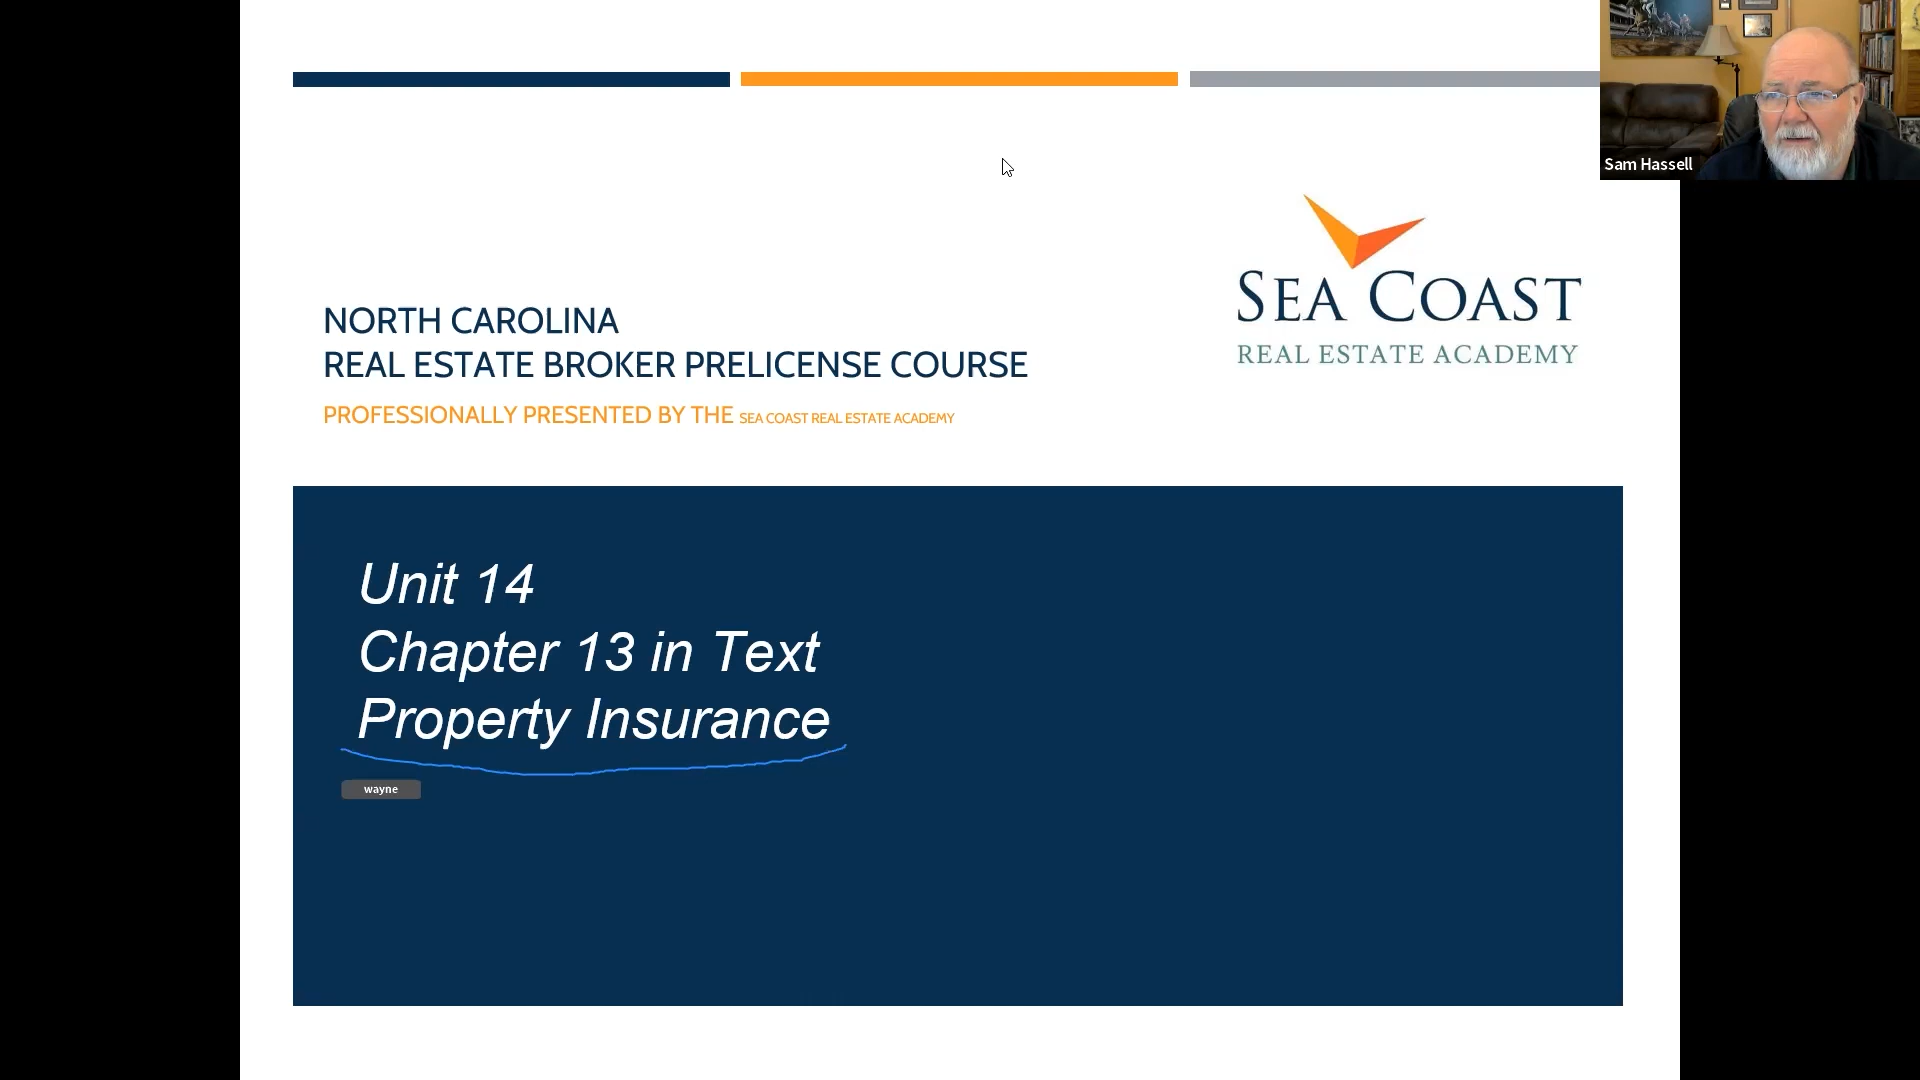 Sam Hassell
SEA COAST
REAL ESTATE ACADEMY
NORTH CAROLINA
REAL ESTATE BROKER PRELICENSE COURSE
PROFESSIONALLY PRESENTED BY THE SEA COAST REAL ESTATE ACADEMY
Unit 14
Chapter 13 in Text
Property Insurance
wayne